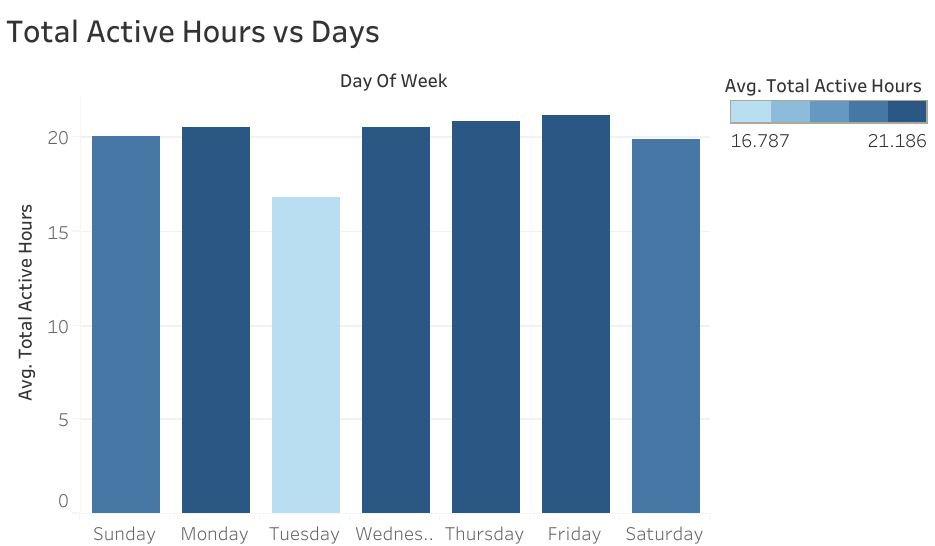 Total Active Hours vs Days
Day Of Week
Avg. Total Active Hours
16.787 21.186
Avg. Total Active Hours
20
15
10
5
0
Sunday Monday Tuesday Wednes.. Thursday Friday Saturday